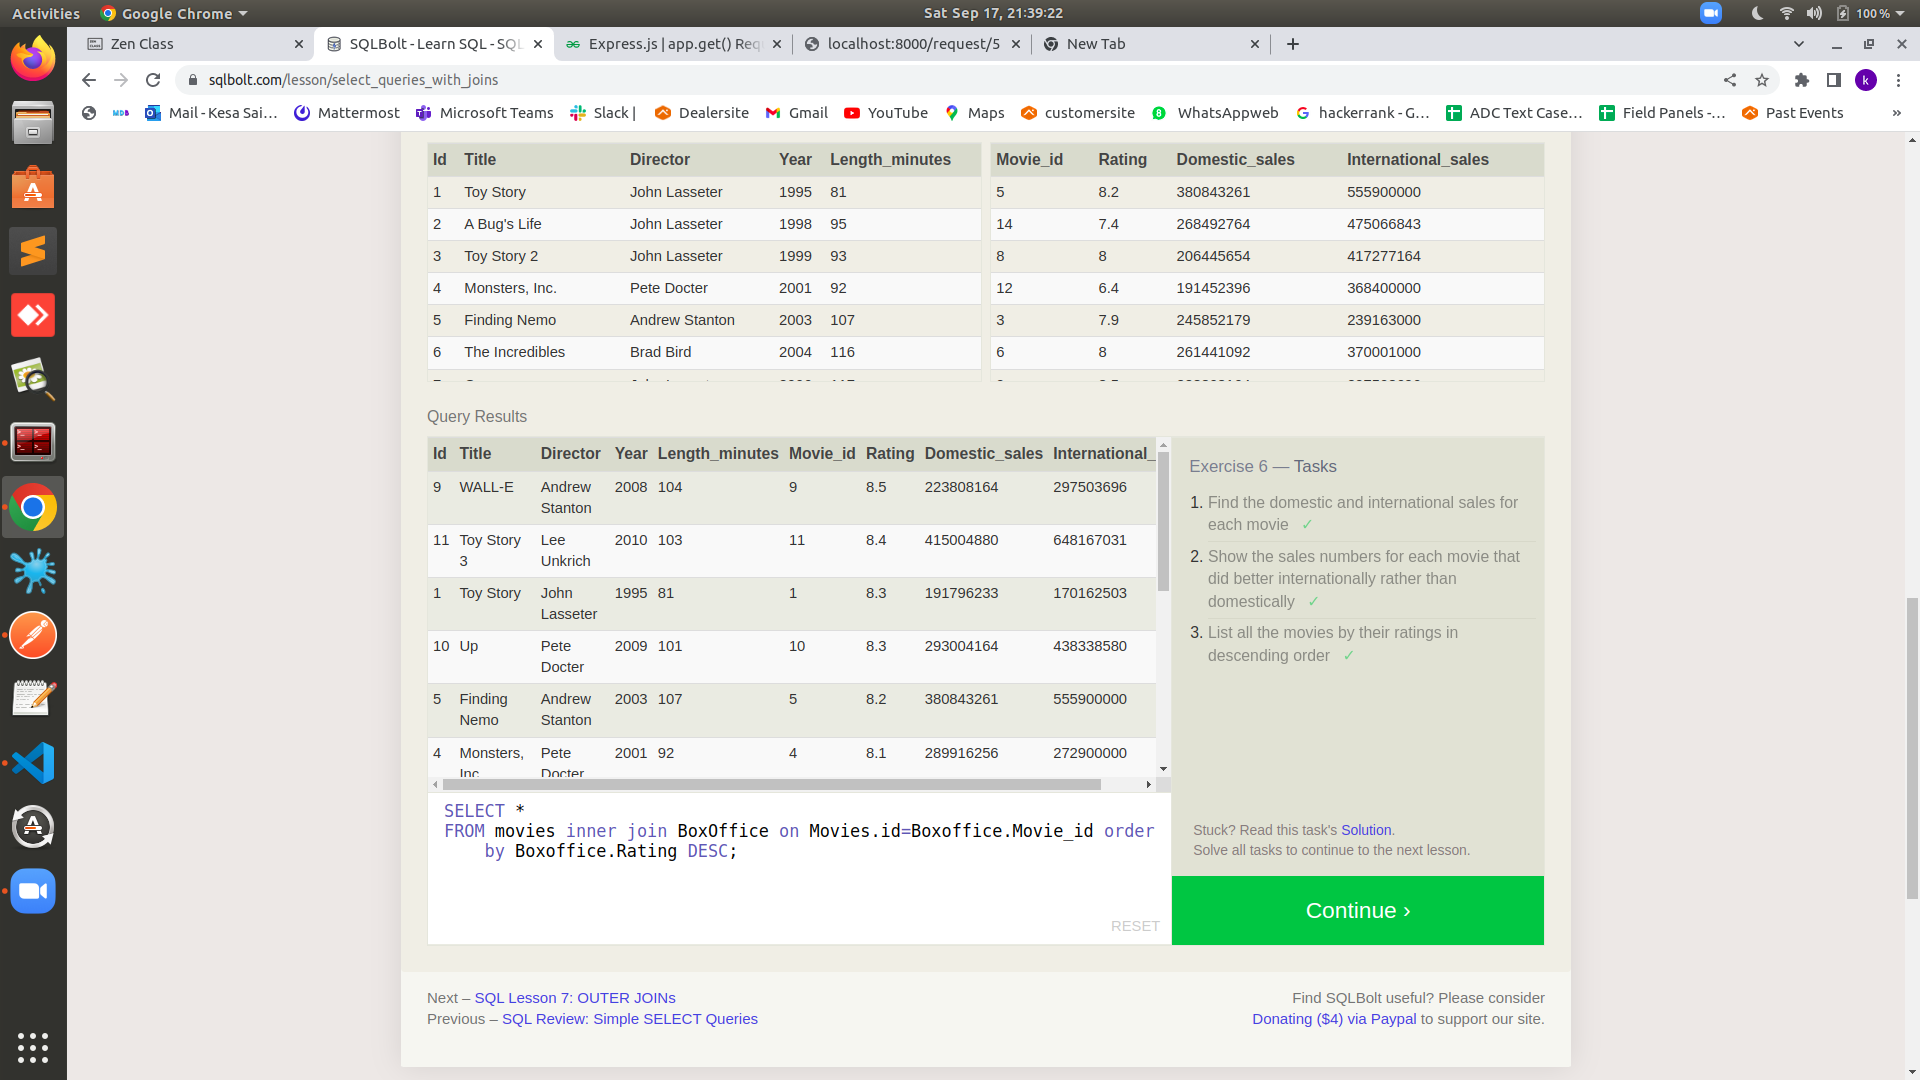 Activities Google Chrome Sat Sep 17, 21:39:22 100 %
Zen Class SQLBolt - Learn SQL - SQL Express.js | app.get() Req localhost:8000/request/5 New Tab
sqlbolt.com/lesson/select_queries_with_joins k
MDB Mail - Kesa Sai... Mattermost Microsoft Teams Slack | Dealersite Gmail YouTube Maps customersite WhatsAppweb hackerrank - G... ADC Text Case... Field Panels -... Past Events »
Id Title Director Year Length_minutes Movie_id Rating Domestic_sales International_sales
1 Toy Story John Lasseter 1995 81 5 8.2 380843261 555900000
2 A Bug's Life John Lasseter 1998 95 14 7.4 268492764 475066843
3 Toy Story 2 John Lasseter 1999 93 8 8 206445654 417277164
4 Monsters, Inc. Pete Docter 2001 92 12 6.4 191452396 368400000
5 Finding Nemo Andrew Stanton 2003 107 3 7.9 245852179 239163000
6 The Incredibles Brad Bird 2004 116 6 8 261441092 370001000
Query Results
Id Title Director Year Length_minutes Movie_id Rating Domestic_sales International_
9 WALL-E Andrew Stanton 2008 104 9 8.5 223808164 297503696
11 Toy Story 3 Lee Unkrich 2010 103 11 8.4 415004880 648167031
1 Toy Story John Lasseter 1995 81 1 8.3 191796233 170162503
10 Up Pete Docter 2009 101 10 8.3 293004164 438338580
5 Finding Nemo Andrew Stanton 2003 107 5 8.2 380843261 555900000
4 Monsters, Inc. Pete Docter 2001 92 4 8.1 289916256 272900000
Exercise 6 — Tasks
1. Find the domestic and international sales for
each movie ✓
2. Show the sales numbers for each movie that
did better internationally rather than
domestically ✓
3. List all the movies by their ratings in
descending order ✓
SELECT *
FROM movies inner join BoxOffice on Movies.id=Boxoffice.Movie_id order
by Boxoffice.Rating DESC;
RESET
Stuck? Read this task's Solution.
Solve all tasks to continue to the next lesson.
Continue ›
Next – SQL Lesson 7: OUTER JOINs
Previous – SQL Review: Simple SELECT Queries
Find SQLBolt useful? Please consider
Donating ($4) via Paypal to support our site.